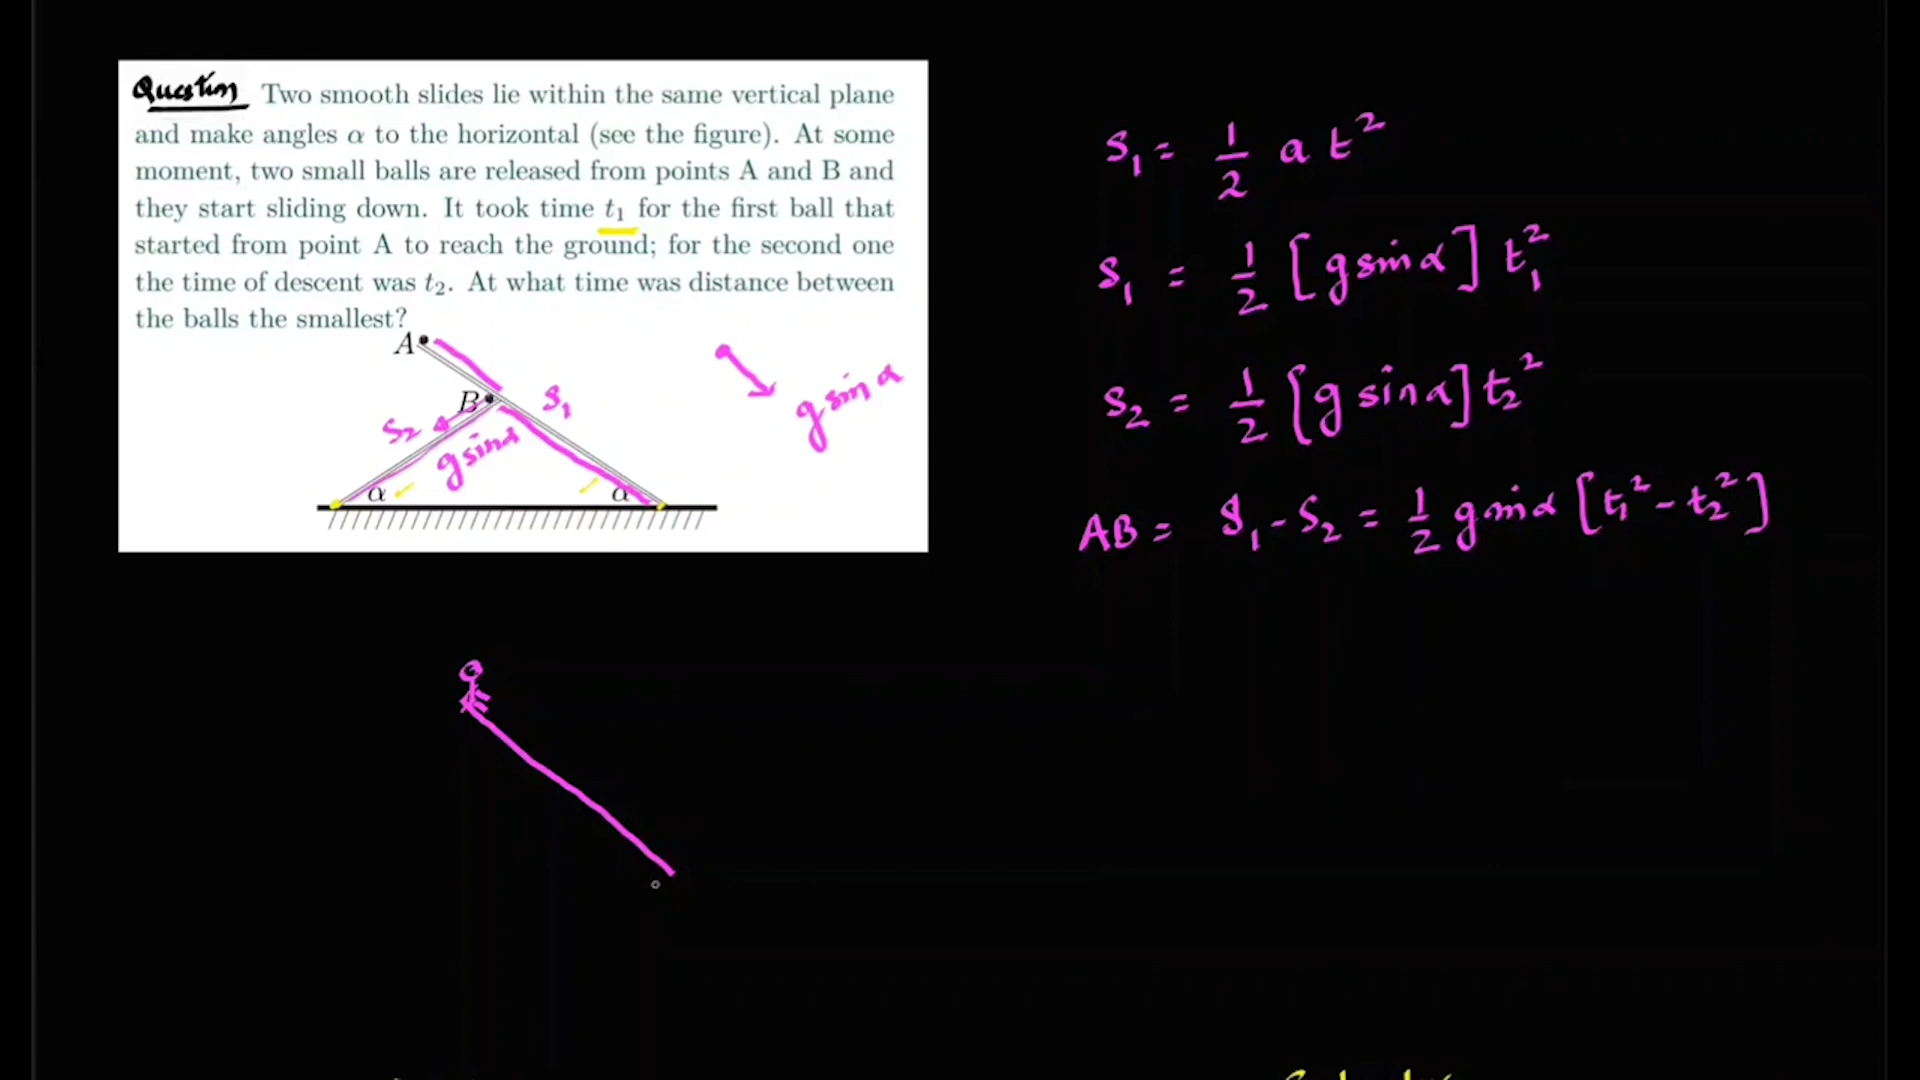 Question Two smooth slides lie within the same vertical plane
and make angles α to the horizontal (see the figure). At some
moment, two small balls are released from points A and B and
they start sliding down. It took time t₁ for the first ball that
started from point A to reach the ground; for the second one
the time of descent was t₂. At what time was distance between
the balls the smallest?
A
B
S₁
S₂
g sinα
g sin α
α
α
S₁ = 1/2 a t²
S₁ = 1/2 [g sinα] t₁²
S₂ = 1/2 [g sinα] t₂²
AB = S₁ - S₂ = 1/2 g sinα [t₁² - t₂²]